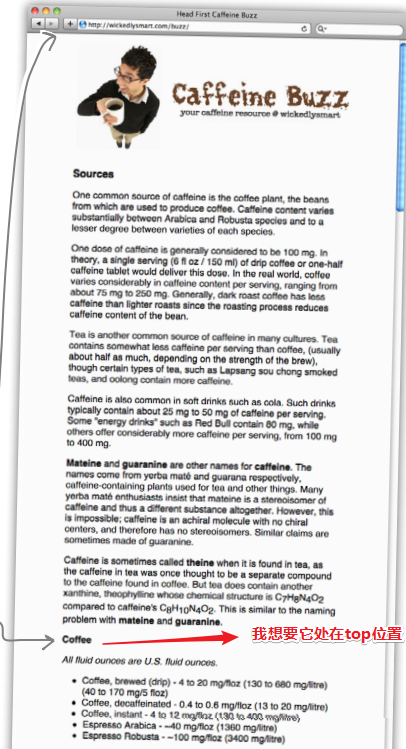 Head First Caffeine Buzz
http://wickedlysmart.com/buzz/
Caffeine Buzz
your caffeine resource @ wickedlysmart
Sources
One common source of caffeine is the coffee plant, the beans
from which are used to produce coffee. Caffeine content varies
substantially between Arabica and Robusta species and to a
lesser degree between varieties of each species.
One dose of caffeine is generally considered to be 100 mg. In
theory, a single serving (6 fl oz / 150 ml) of drip coffee or one-half
caffeine tablet would deliver this dose. In the real world, coffee
varies considerably in caffeine content per serving, ranging from
about 75 mg to 250 mg. Generally, dark roast coffee has less
caffeine than lighter roasts since the roasting process reduces
caffeine content of the bean.
Tea is another common source of caffeine in many cultures. Tea
contains somewhat less caffeine per serving than coffee, (usually
about half as much, depending on the strength of the brew),
though certain types of tea, such as Lapsang sou chong smoked
teas, and oolong contain more caffeine.
Caffeine is also common in soft drinks such as cola. Such drinks
typically contain about 25 mg to 50 mg of caffeine per serving.
Some "energy drinks" such as Red Bull contain 80 mg, while
others offer considerably more caffeine per serving, from 100 mg
to 400 mg.
Mateine and guaranine are other names for caffeine. The
names come from yerba maté and guarana respectively,
caffeine-containing plants used for tea and other things. Many
yerba maté enthusiasts insist that mateine is a stereoisomer of
caffeine and thus a different substance altogether. However, this
is impossible; caffeine is an achiral molecule with no chiral
centers, and therefore has no stereoisomers. Similar claims are
sometimes made of guaranine.
Caffeine is sometimes called theine when it is found in tea, as
the caffeine in tea was once thought to be a separate compound
to the caffeine found in coffee. But tea does contain another
xanthine, theophylline whose chemical structure is C7H8N4O2
compared to caffeine's C8H10N4O2. This is similar to the naming
problem with mateine and guaranine.
Coffee 我想要它处在top位置
All fluid ounces are U.S. fluid ounces.
• Coffee, brewed (drip) - 4 to 20 mg/floz (130 to 680 mg/litre)
(40 to 170 mg/5 floz)
• Coffee, decaffeinated - 0.4 to 0.6 mg/floz (13 to 20 mg/litre)
• Coffee, instant - 4 to 12 mg/floz (130 to 400 mg/litre)
• Espresso Arabica - ~40 mg/floz (1360 mg/litre)
• Espresso Robusta - ~100 mg/floz (3400 mg/litre)